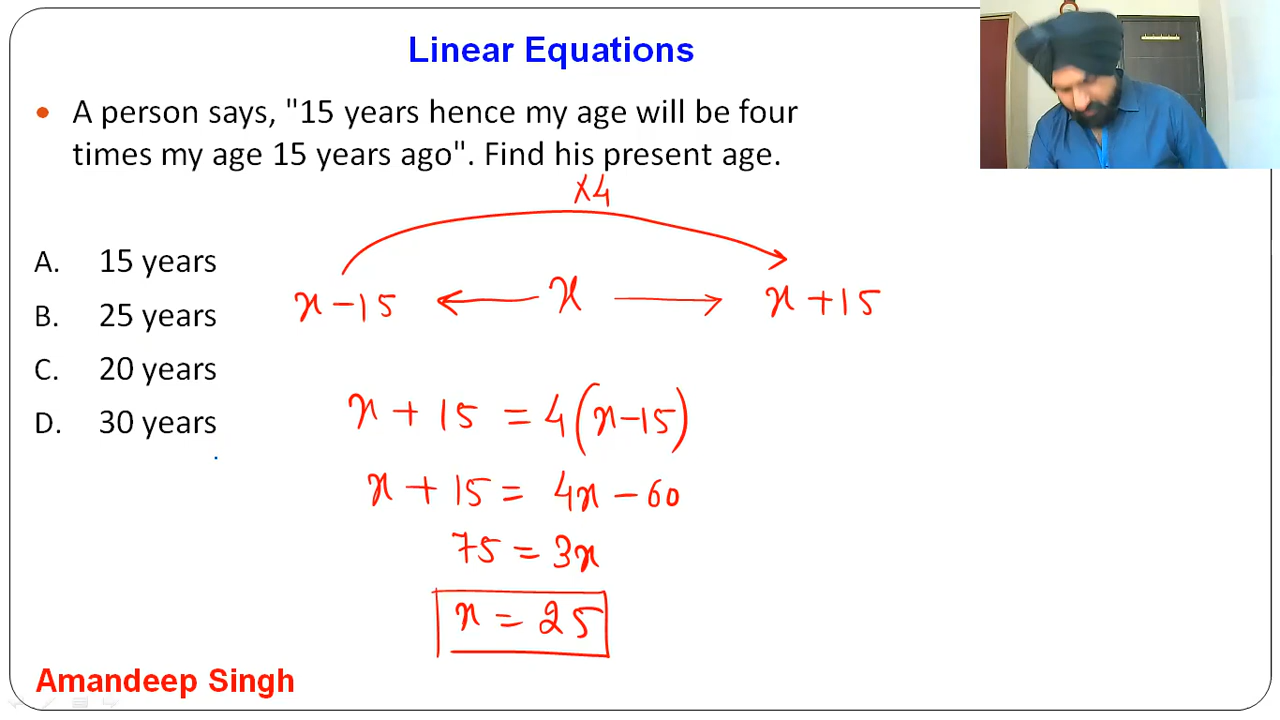 Linear Equations
• A person says, "15 years hence my age will be four
times my age 15 years ago". Find his present age.
×4
A. 15 years
x-15 ← x → x+15
B. 25 years
C. 20 years
D. 30 years
x + 15 = 4(x-15)
x + 15 = 4x - 60
75 = 3x
x = 25
Amandeep Singh